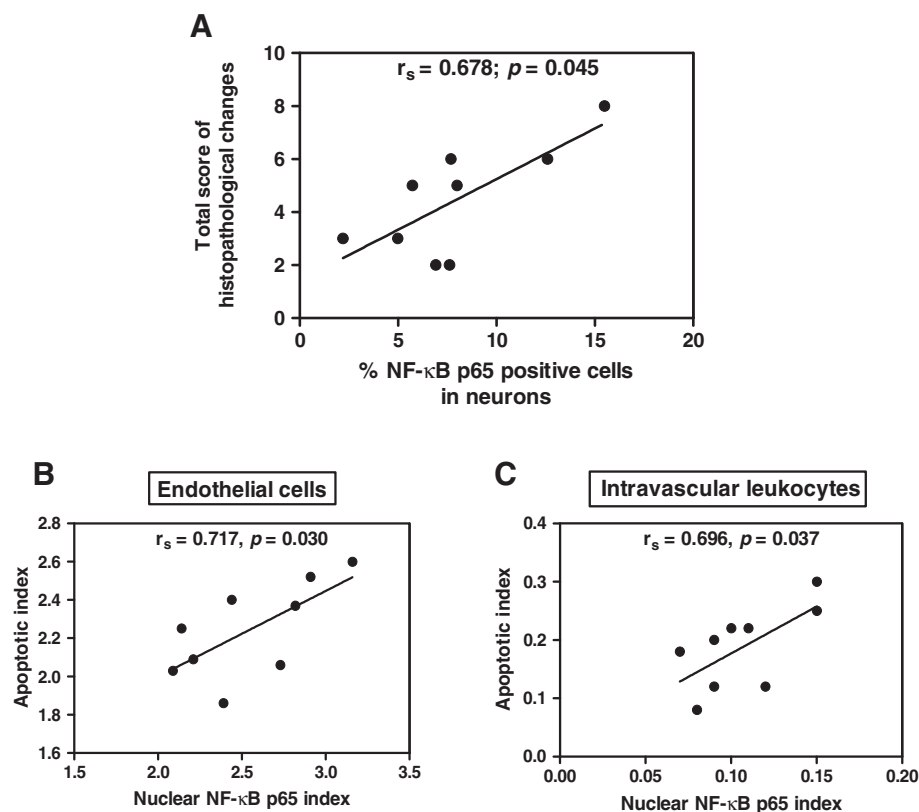 A
r_s = 0.678; p = 0.045
Total score of
histopathological changes
10
8
6
4
2
0
0 5 10 15 20
% NF-κB p65 positive cells
in neurons
B
Endothelial cells
r_s = 0.717, p = 0.030
Apoptotic index
2.8
2.6
2.4
2.2
2.0
1.8
1.6
1.5 2.0 2.5 3.0 3.5
Nuclear NF-κB p65 index
C
Intravascular leukocytes
r_s = 0.696, p = 0.037
Apoptotic index
0.4
0.3
0.2
0.1
0.0
0.00 0.05 0.10 0.15 0.20
Nuclear NF-κB p65 index